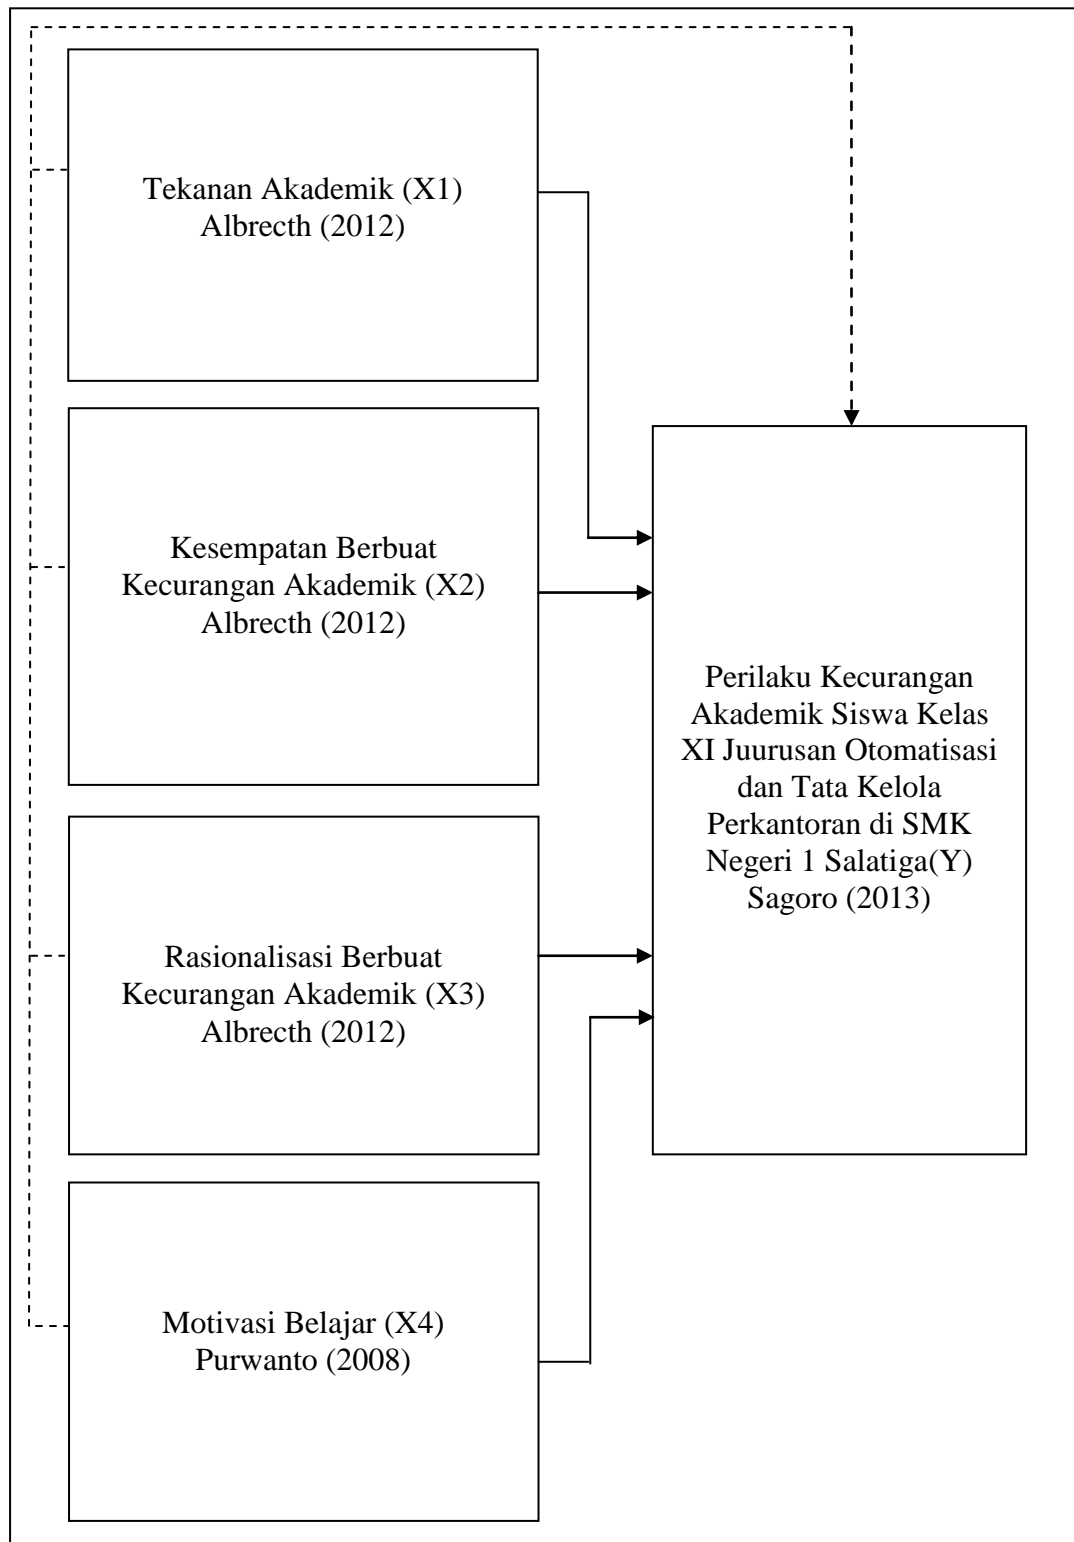 Tekanan Akademik (X1)
Albrecth (2012)
Kesempatan Berbuat
Kecurangan Akademik (X2)
Albrecth (2012)
Rasionalisasi Berbuat
Kecurangan Akademik (X3)
Albrecth (2012)
Motivasi Belajar (X4)
Purwanto (2008)
Perilaku Kecurangan
Akademik Siswa Kelas
XI Juurusan Otomatisasi
dan Tata Kelola
Perkantoran di SMK
Negeri 1 Salatiga(Y)
Sagoro (2013)